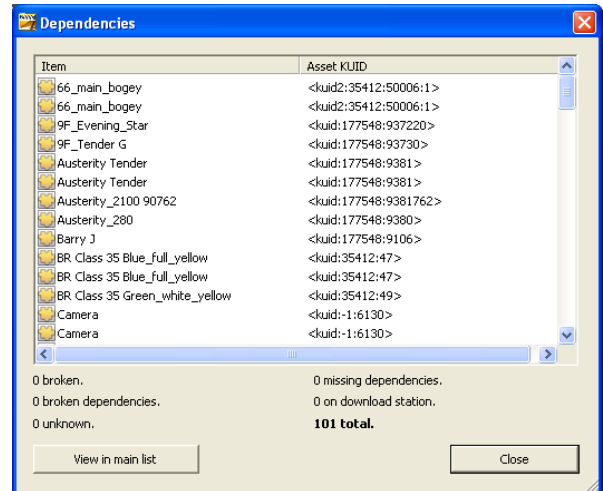 Dependencies
Item Asset KUID
66_main_bogey <kuid2:35412:50006:1>
66_main_bogey <kuid2:35412:50006:1>
9F_Evening_Star <kuid:177548:937220>
9F_Tender G <kuid:177548:93730>
Austerity Tender <kuid:177548:9381>
Austerity Tender <kuid:177548:9381>
Austerity_2100 90762 <kuid:177548:9381762>
Austerity_280 <kuid:177548:9380>
Barry J <kuid:177548:9106>
BR Class 35 Blue_full_yellow <kuid:35412:47>
BR Class 35 Blue_full_yellow <kuid:35412:47>
BR Class 35 Green_white_yellow <kuid:35412:49>
Camera <kuid:-1:6130>
Camera <kuid:-1:6130>
0 broken. 0 missing dependencies.
0 broken dependencies. 0 on download station.
0 unknown. 101 total.
View in main list Close